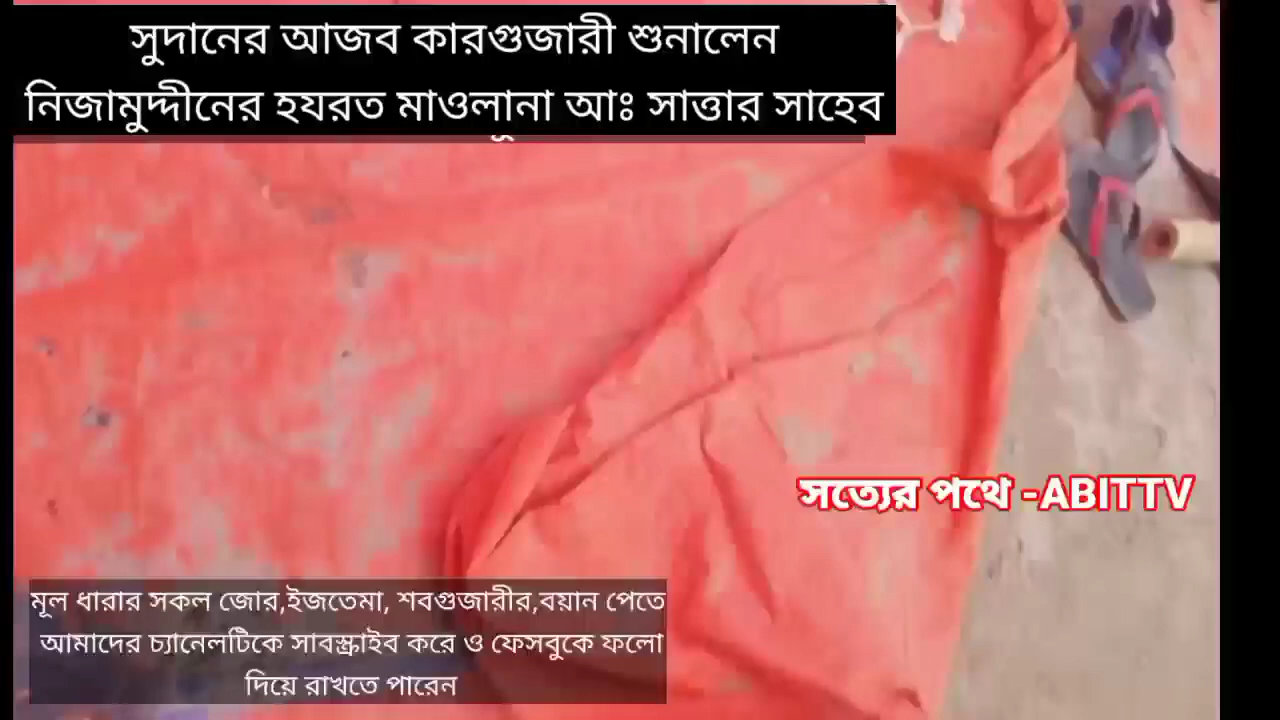 সুদানের আজব কারগুজারী শুনালেন
নিজামুদ্দীনের হযরত মাওলানা আঃ সাত্তার সাহেব
সত্যের পথে -ABITTV
মূল ধারার সকল জোর,ইজতেমা, শবগুজারীর,বয়ান পেতে
আমাদের চ্যানেলটিকে সাবস্ক্রাইব করে ও ফেসবুকে ফলো
দিয়ে রাখতে পারেন